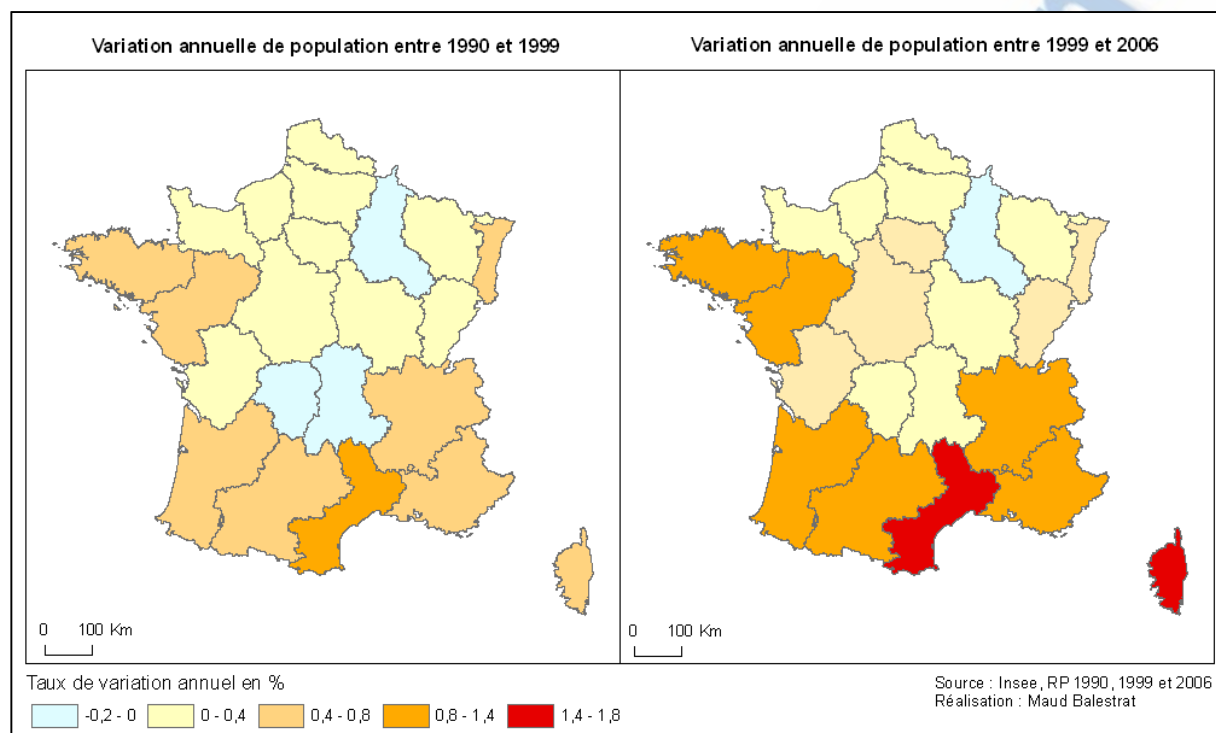 Variation annuelle de population entre 1990 et 1999
Variation annuelle de population entre 1999 et 2006
0 100 Km
0 100 Km
Taux de variation annuel en %
-0,2 - 0
0 - 0,4
0,4 - 0,8
0,8 - 1,4
1,4 - 1,8
Source : Insee, RP 1990, 1999 et 2006
Réalisation : Maud Balestrat